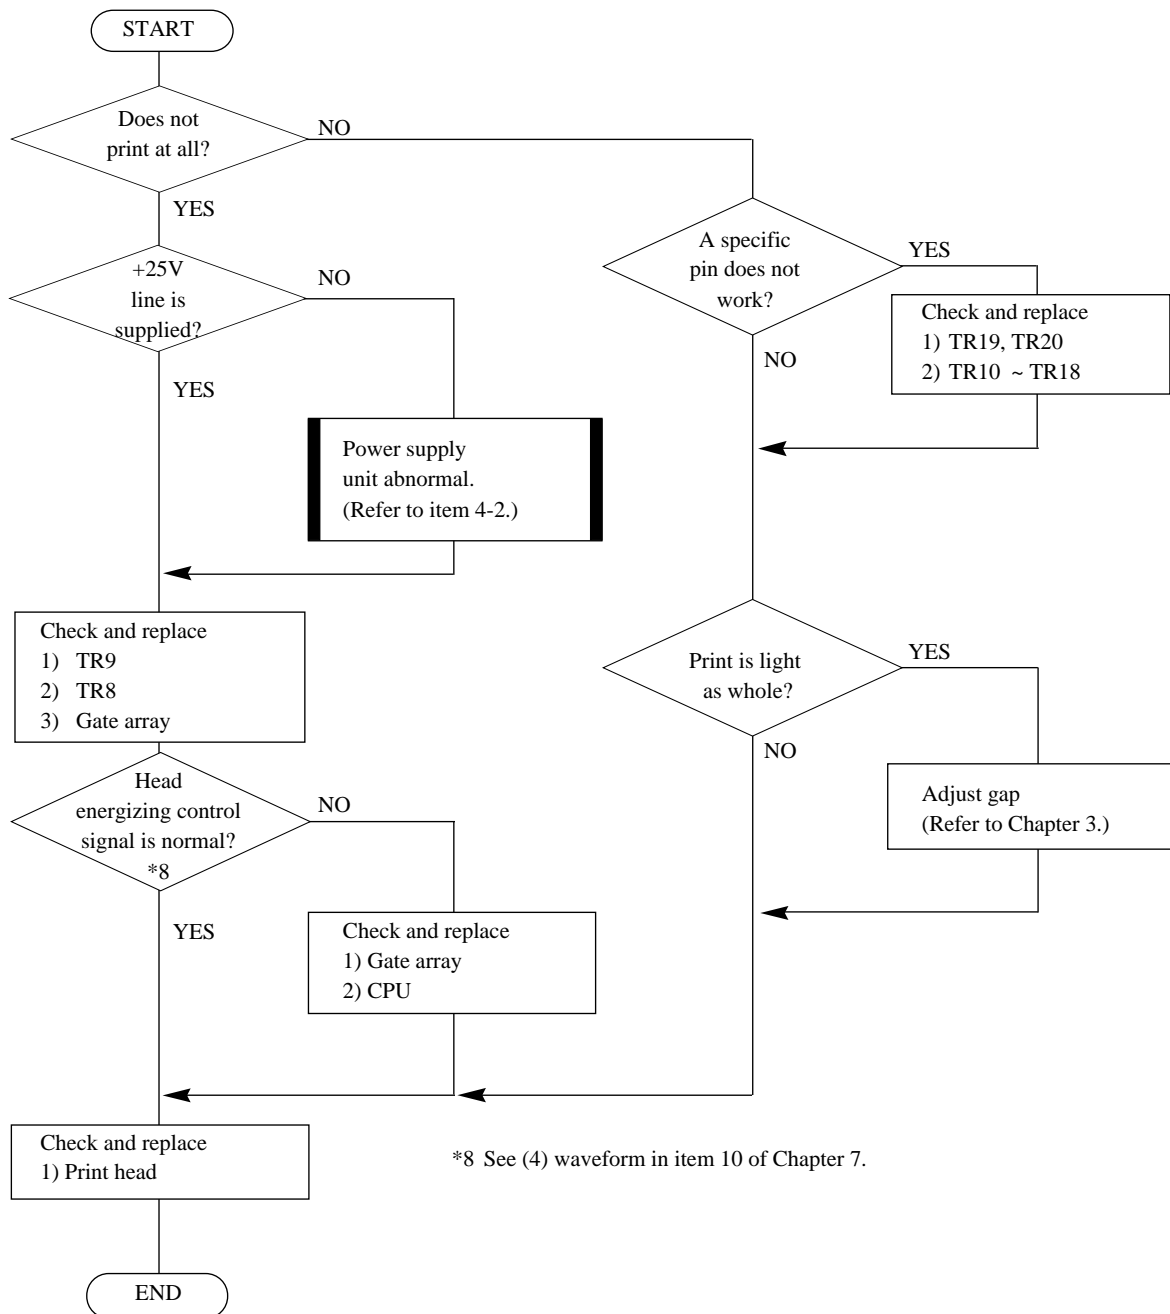 START
Does not
print at all?
NO
YES
+25V
line is
supplied?
NO
YES
Power supply
unit abnormal.
(Refer to item 4-2.)
Check and replace
1) TR9
2) TR8
3) Gate array
Head
energizing control
signal is normal?
*8
NO
YES
Check and replace
1) Gate array
2) CPU
Check and replace
1) Print head
END
A specific
pin does not
work?
YES
NO
Check and replace
1) TR19, TR20
2) TR10 ~ TR18
Print is light
as whole?
YES
NO
Adjust gap
(Refer to Chapter 3.)
*8 See (4) waveform in item 10 of Chapter 7.